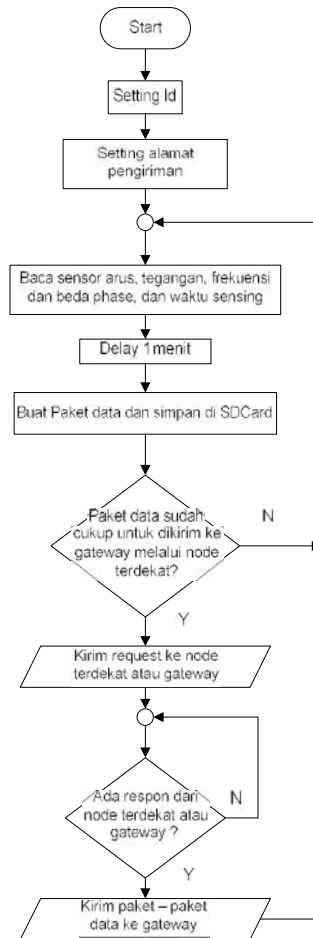 Start
Setting Id
Setting alamat
pengiriman
Baca sensor arus, tegangan, frekuensi
dan beda phase, dan waktu sensing
Delay 1menit
Buat Paket data dan simpan di SDCard
Paket data sudah
cukup untuk dikirim ke
gateway melalui node
terdekat?
N
Y
Kirim request ke node
terdekat atau gateway
Ada respon dari
node terdekat atau
gateway ?
N
Y
Kirim paket – paket
data ke gateway